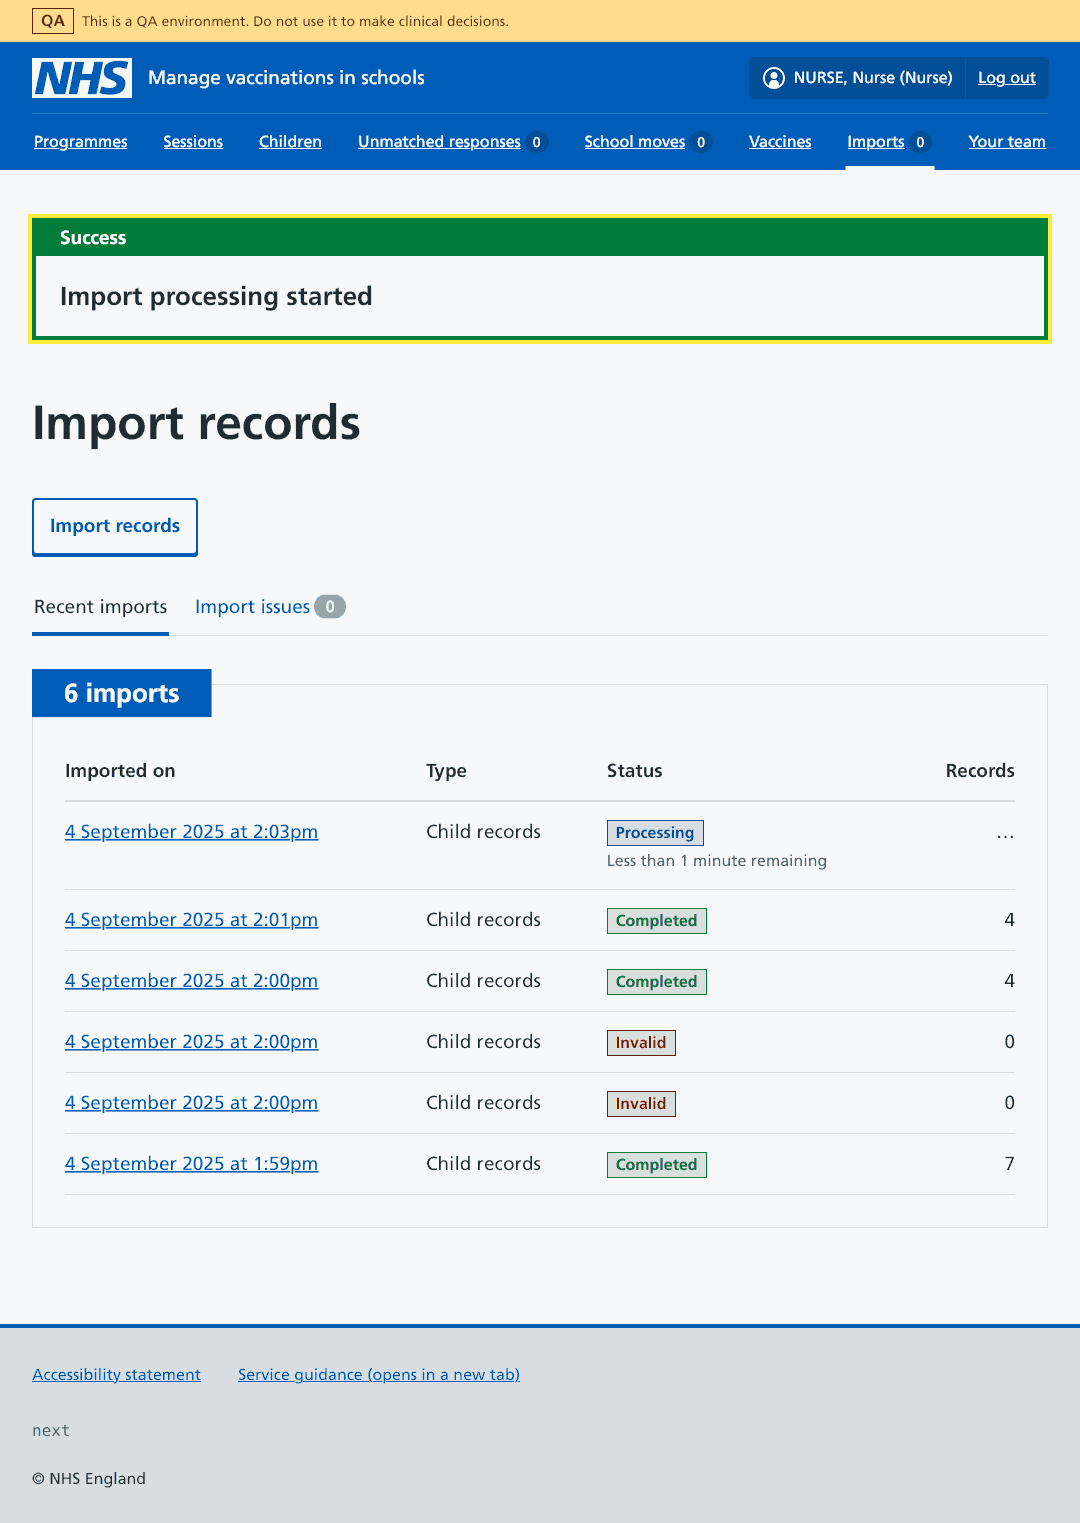 QA This is a QA environment. Do not use it to make clinical decisions.
NHS Manage vaccinations in schools NURSE, Nurse (Nurse) Log out
Programmes Sessions Children Unmatched responses 0 School moves 0 Vaccines Imports 0 Your team
Success
Import processing started
Import records
Import records
Recent imports Import issues 0
6 imports
Imported on Type Status Records
4 September 2025 at 2:03pm Child records Processing ...
Less than 1 minute remaining
4 September 2025 at 2:01pm Child records Completed 4
4 September 2025 at 2:00pm Child records Completed 4
4 September 2025 at 2:00pm Child records Invalid 0
4 September 2025 at 2:00pm Child records Invalid 0
4 September 2025 at 1:59pm Child records Completed 7
Accessibility statement Service guidance (opens in a new tab)
next
© NHS England